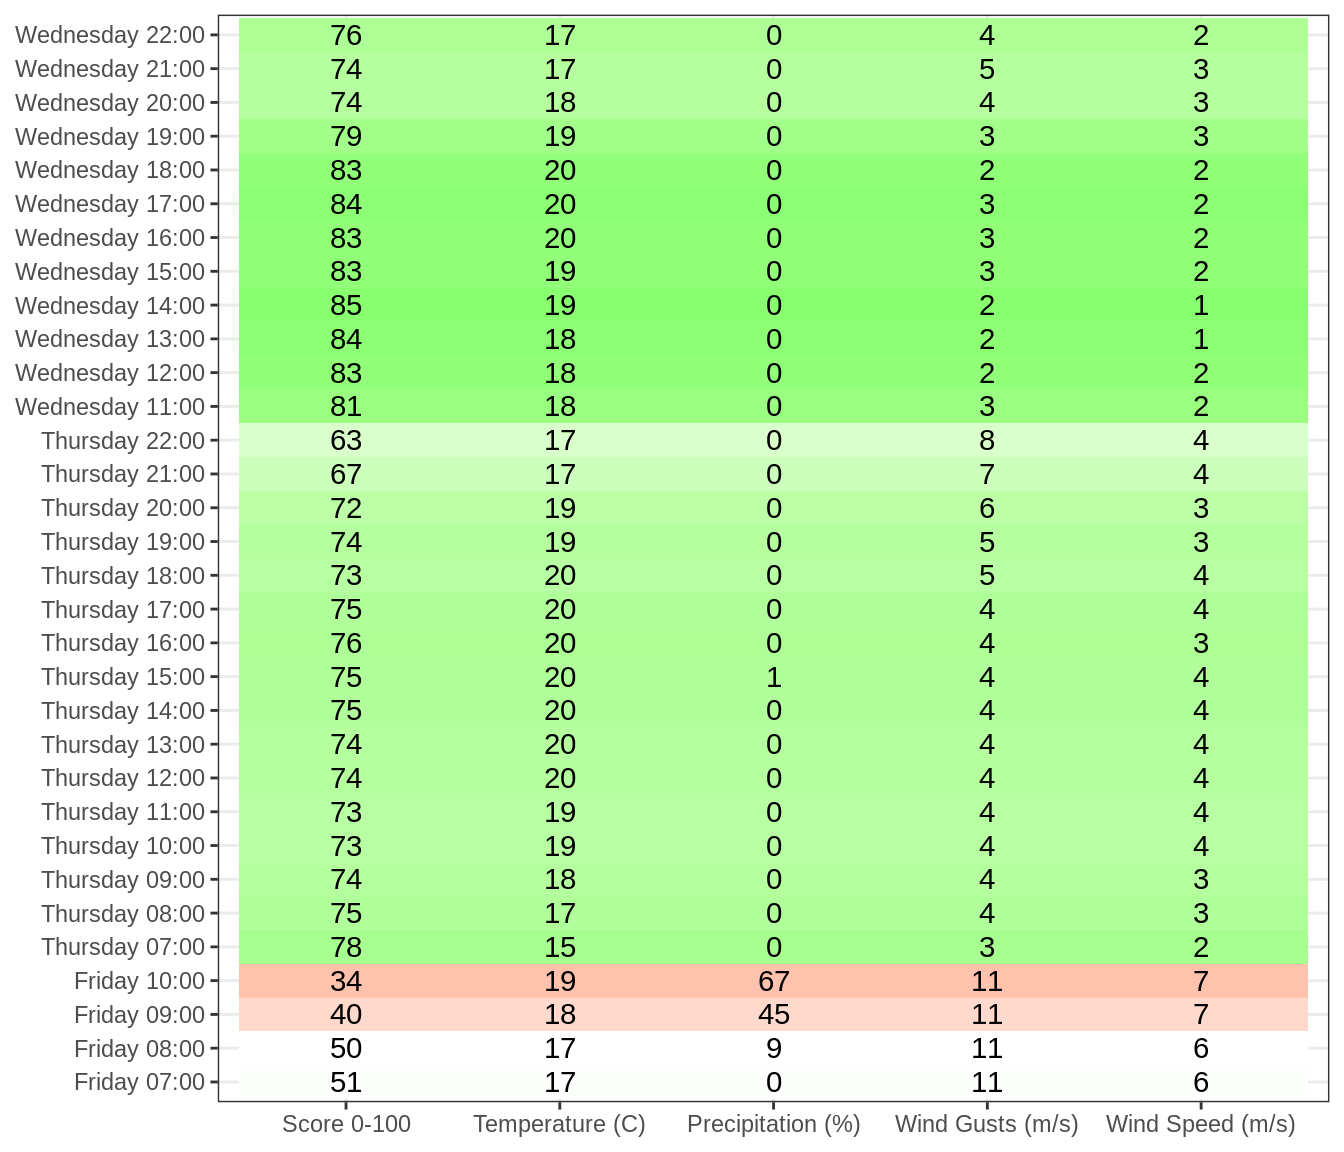 Wednesday 22:00 76 17 0 4 2
Wednesday 21:00 74 17 0 5 3
Wednesday 20:00 74 18 0 4 3
Wednesday 19:00 79 19 0 3 3
Wednesday 18:00 83 20 0 2 2
Wednesday 17:00 84 20 0 3 2
Wednesday 16:00 83 20 0 3 2
Wednesday 15:00 83 19 0 3 2
Wednesday 14:00 85 19 0 2 1
Wednesday 13:00 84 18 0 2 1
Wednesday 12:00 83 18 0 2 2
Wednesday 11:00 81 18 0 3 2
Thursday 22:00 63 17 0 8 4
Thursday 21:00 67 17 0 7 4
Thursday 20:00 72 19 0 6 3
Thursday 19:00 74 19 0 5 3
Thursday 18:00 73 20 0 5 4
Thursday 17:00 75 20 0 4 4
Thursday 16:00 76 20 0 4 3
Thursday 15:00 75 20 1 4 4
Thursday 14:00 75 20 0 4 4
Thursday 13:00 74 20 0 4 4
Thursday 12:00 74 20 0 4 4
Thursday 11:00 73 19 0 4 4
Thursday 10:00 73 19 0 4 4
Thursday 09:00 74 18 0 4 3
Thursday 08:00 75 17 0 4 3
Thursday 07:00 78 15 0 3 2
Friday 10:00 34 19 67 11 7
Friday 09:00 40 18 45 11 7
Friday 08:00 50 17 9 11 6
Friday 07:00 51 17 0 11 6
Score 0-100 Temperature (C) Precipitation (%) Wind Gusts (m/s) Wind Speed (m/s)